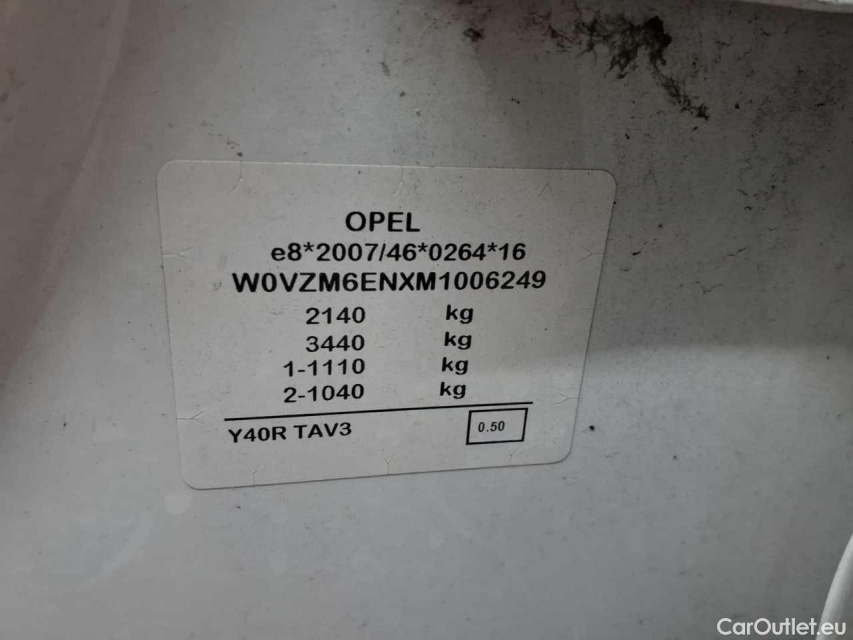 OPEL
e8*2007/46*0264*16
W0VZM6ENXM1006249
2140 kg
3440 kg
1-1110 kg
2-1040 kg
Y40R TAV3 0.50
CarOutlet.eu